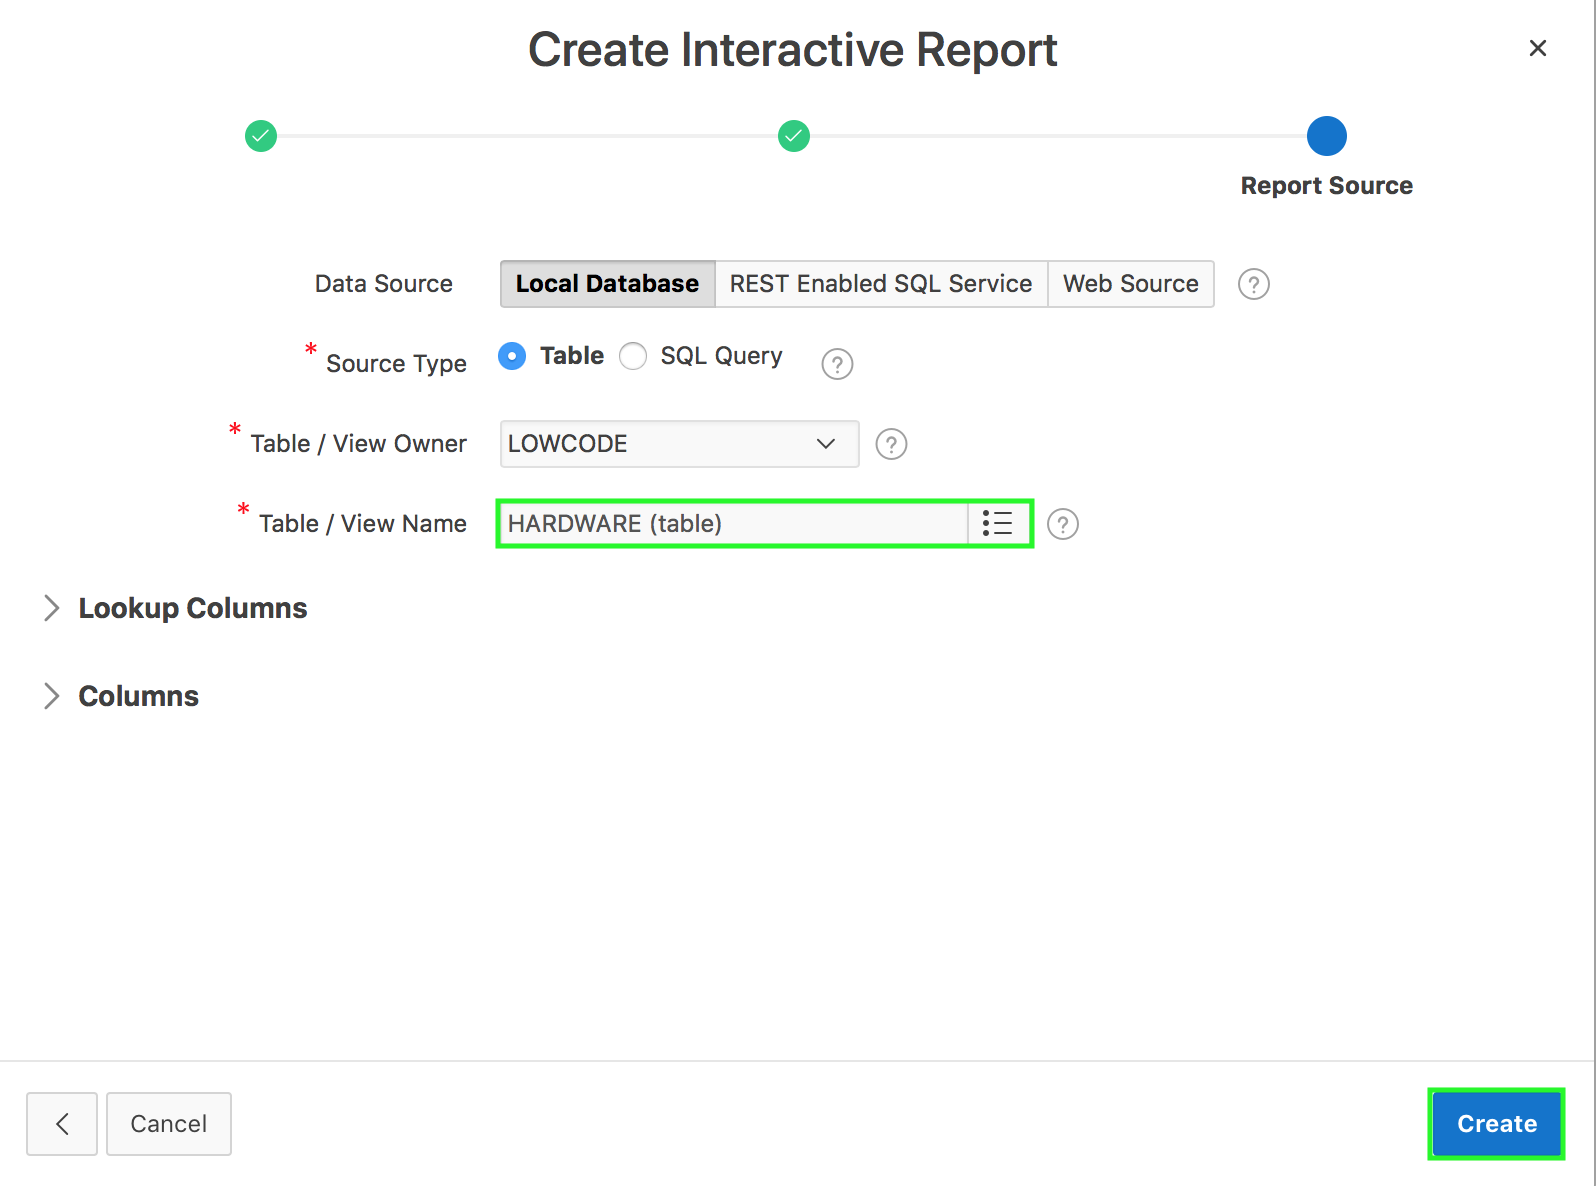 Create Interactive Report
Report Source
Data Source Local Database REST Enabled SQL Service Web Source ?
* Source Type Table SQL Query ?
* Table / View Owner LOWCODE ?
* Table / View Name HARDWARE (table) ?
Lookup Columns
Columns
Cancel Create